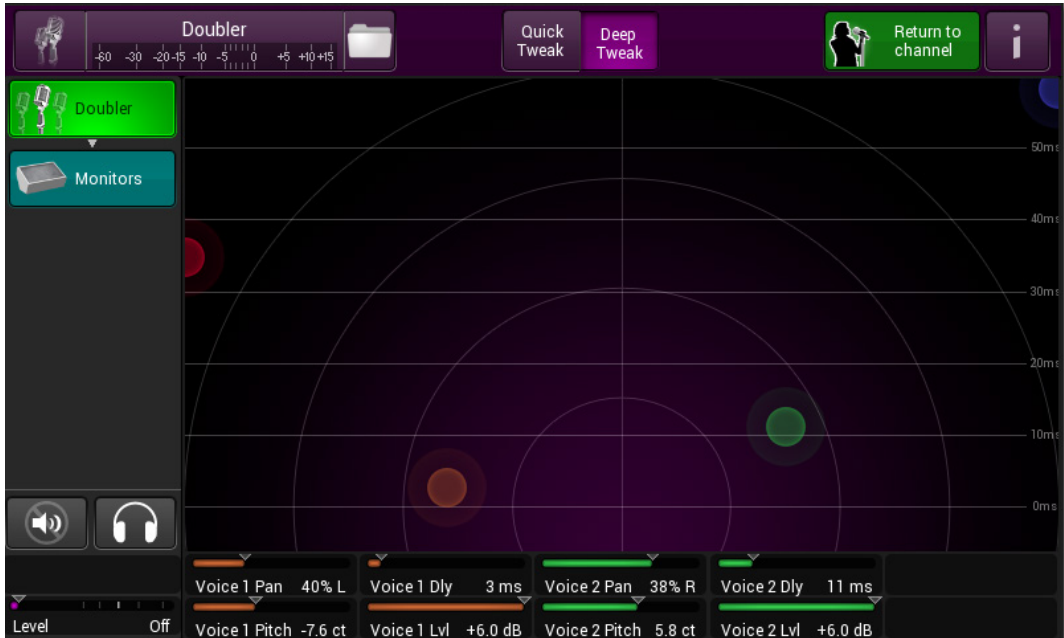 Doubler
-60 -30 -20 -15 -10 -5 0 +5 +10 +15
Quick
Tweak
Deep
Tweak
Return to
channel
i
Doubler
Monitors
50ms
40ms
30ms
20ms
10ms
0ms
Voice 1 Pan 40% L
Voice 1 Dly 3 ms
Voice 2 Pan 38% R
Voice 2 Dly 11 ms
Level Off
Voice 1 Pitch -7.6 ct
Voice 1 Lvl +6.0 dB
Voice 2 Pitch 5.8 ct
Voice 2 Lvl +6.0 dB